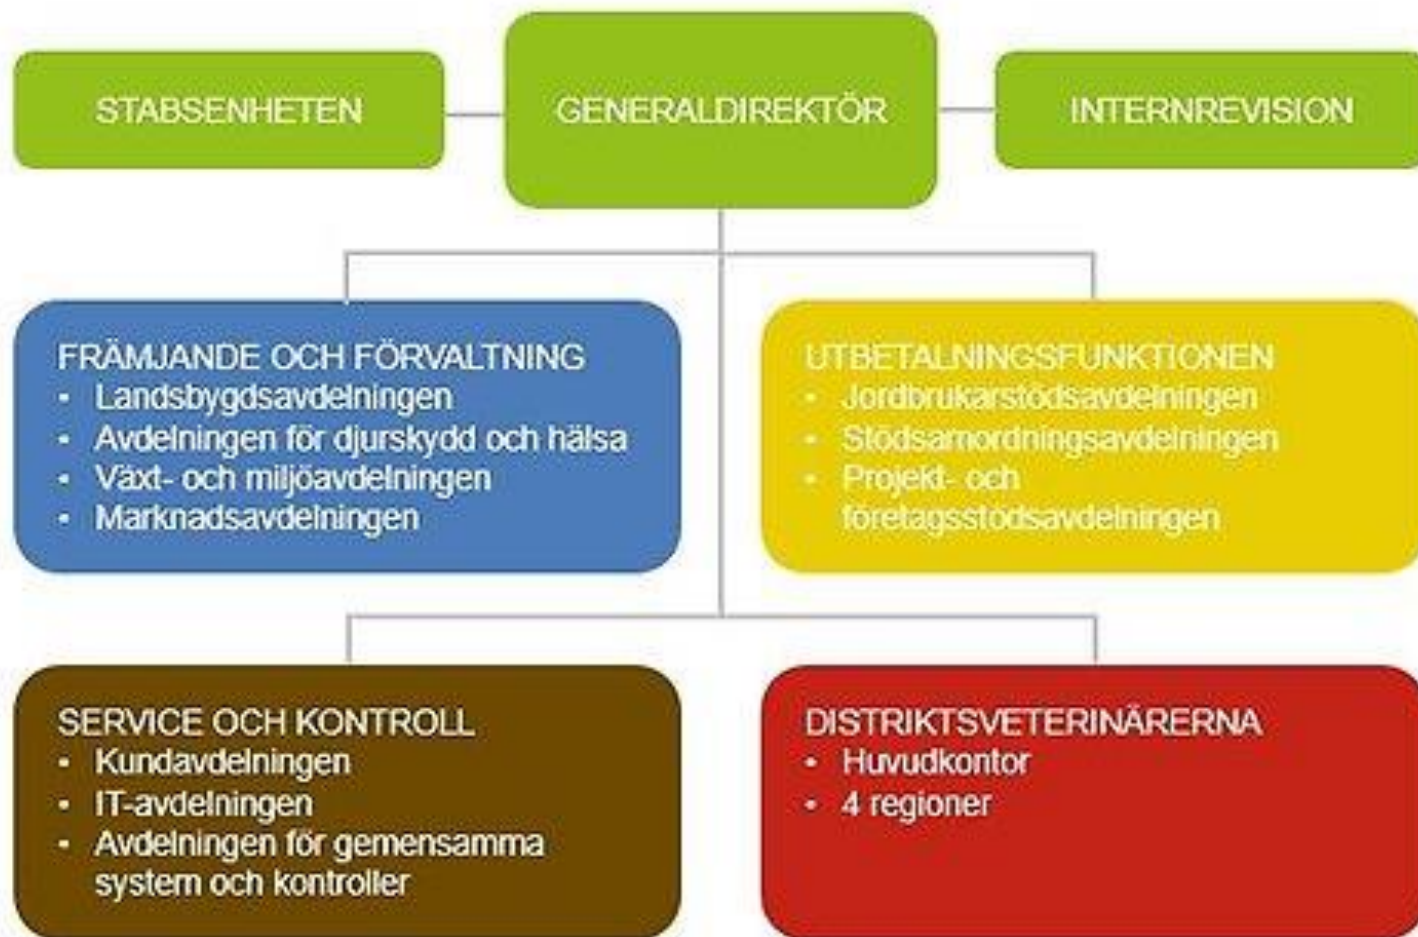 STABSENHETEN
GENERALDIREKTÖR
INTERNREVISION
FRÄMJANDE OCH FÖRVALTNING
• Landsbygdsavdelningen
• Avdelningen för djurskydd och hälsa
• Växt- och miljöavdelningen
• Marknadsavdelningen
UTBETALNINGSFUNKTIONEN
• Jordbrukarstödsavdelningen
• Stödsamordningsavdelningen
• Projekt- och
företagsstödsavdelningen
SERVICE OCH KONTROLL
• Kundavdelningen
• IT-avdelningen
• Avdelningen för gemensamma
system och kontroller
DISTRIKTSVETERINÄRERNA
• Huvudkontor
• 4 regioner